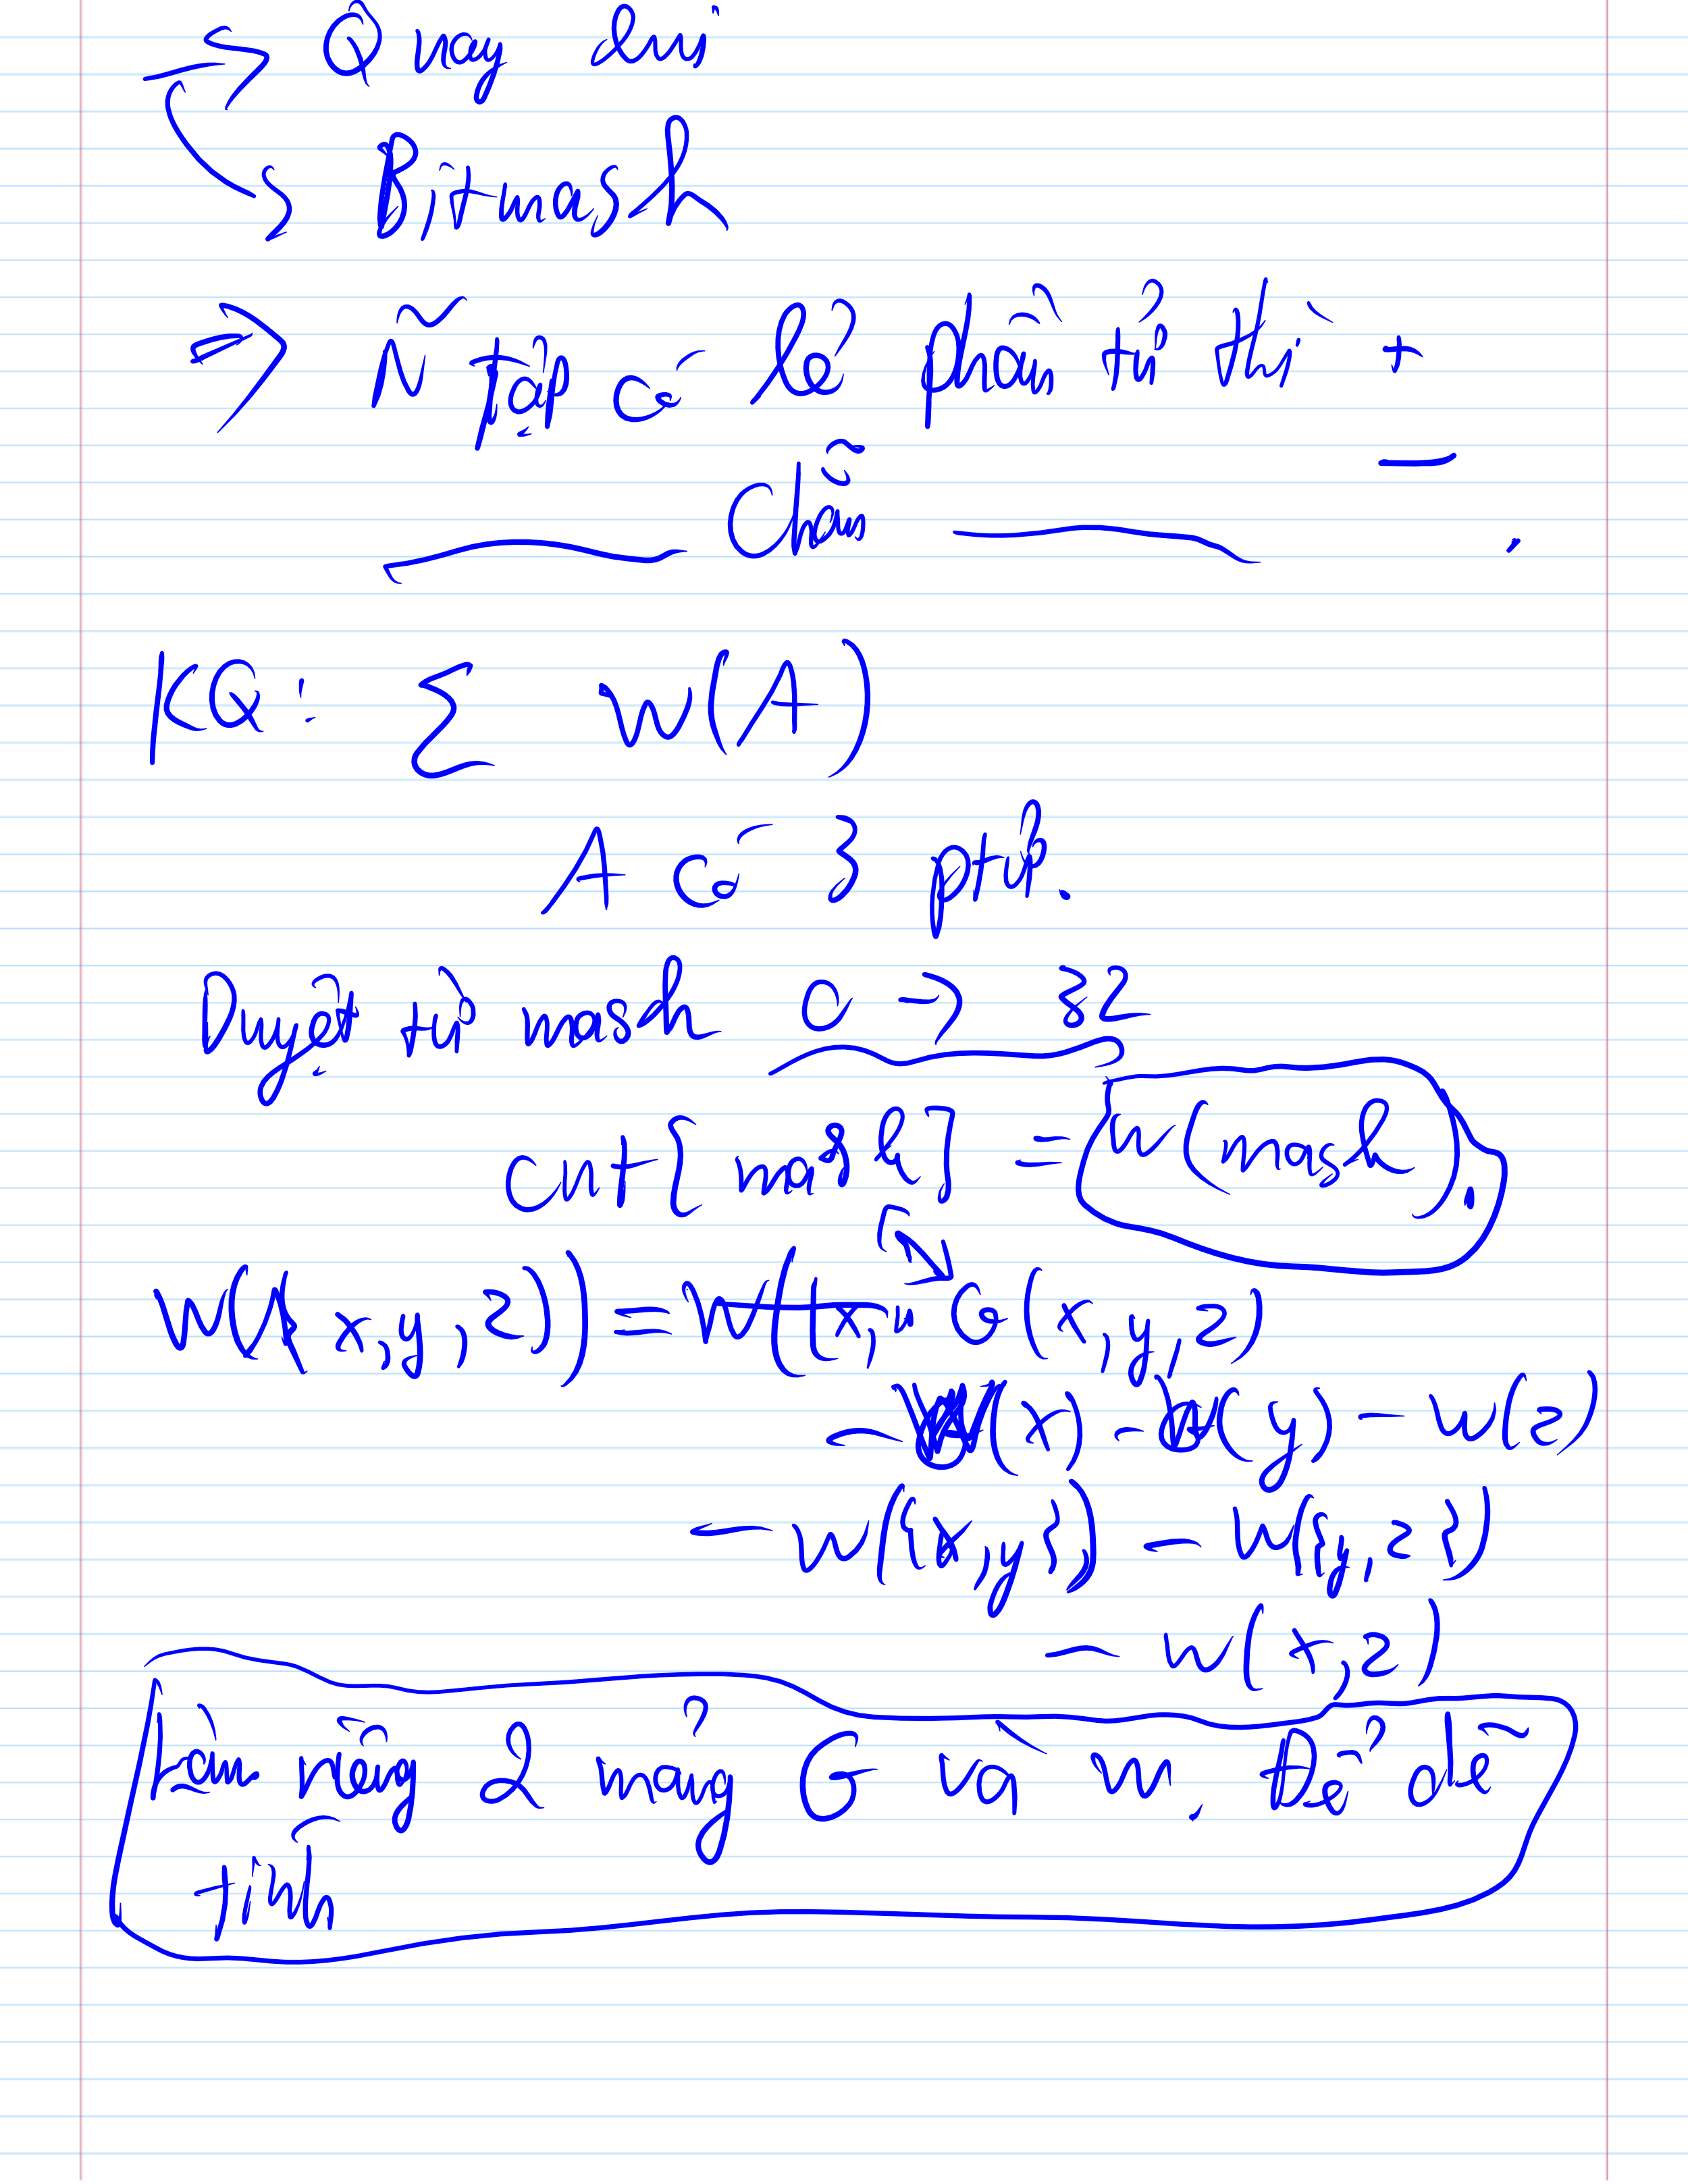 → Quay lui
→ Bitmask
⇒ Nếu tập có lẻ phần tử thì +
—
Chẵn
KQ: Σ W(A)
A có 3 ptử.
Duyệt từ mask 0 → 32
cnt[mask] = W(mask).
W({x,y,z}) = G(x,y,z)
- W(x) - W(y) - W(z)
- W({x,y}) - W({y,z})
- W(x,z)
Làm riêng 2 mảng G và W. Để dễ
tính